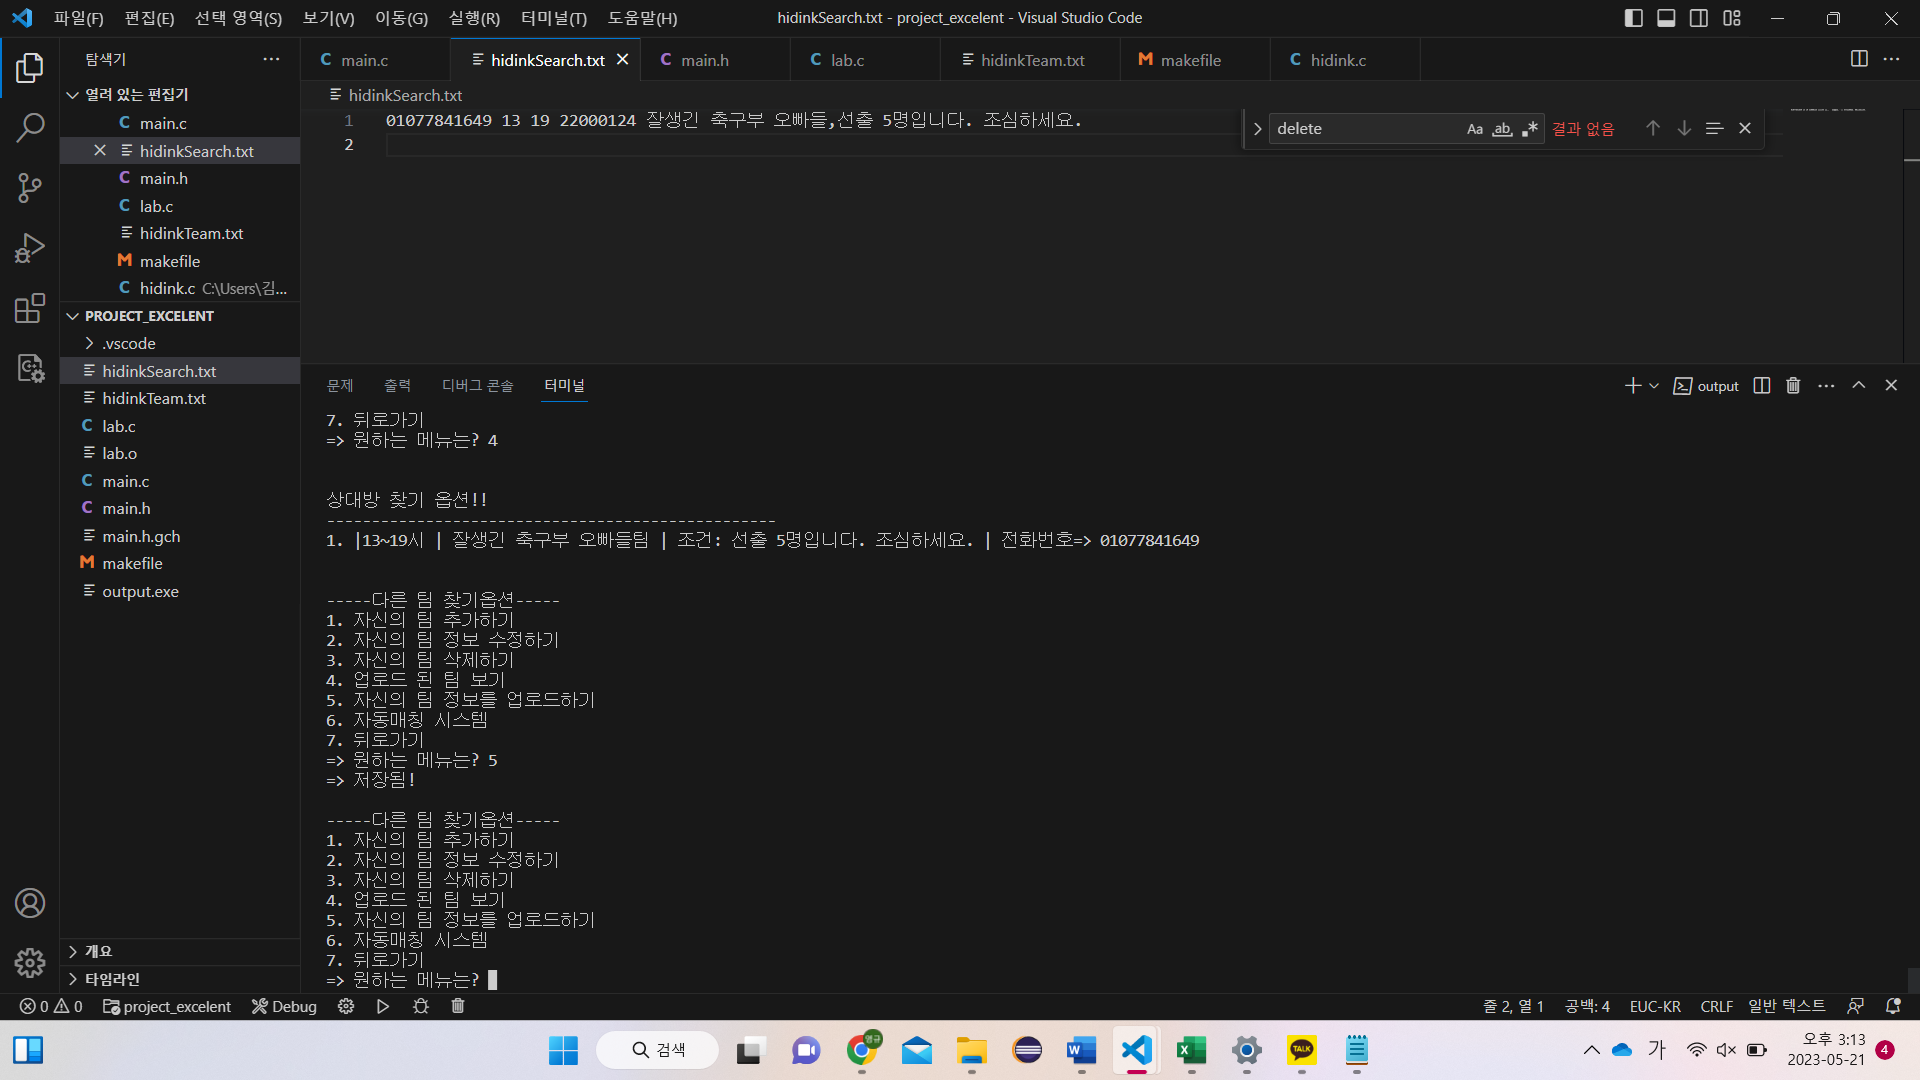 파일(F) 편집(E) 선택 영역(S) 보기(V) 이동(G) 실행(R) 터미널(T) 도움말(H)
hidinkSearch.txt - project_excelent - Visual Studio Code
탐색기
열려 있는 편집기
main.c
hidinkSearch.txt
main.h
lab.c
hidinkTeam.txt
makefile
hidink.c C:\Users\김...
PROJECT_EXCELENT
.vscode
hidinkSearch.txt
hidinkTeam.txt
lab.c
lab.o
main.c
main.h
main.h.gch
makefile
output.exe
개요
타임라인
main.c hidinkSearch.txt main.h lab.c hidinkTeam.txt makefile hidink.c
hidinkSearch.txt
1 01077841649 13 19 22000124 잘생긴 축구부 오빠들,선출 5명입니다. 조심하세요.
2
delete Aa ab .* 결과 없음
문제 출력 디버그 콘솔 터미널
output
7. 뒤로가기
=> 원하는 메뉴는? 4
상대방 찾기 옵션!!
--------------------------------------------------
1. |13~19시 | 잘생긴 축구부 오빠들팀 | 조건: 선출 5명입니다. 조심하세요. | 전화번호=> 01077841649
-----다른 팀 찾기옵션-----
1. 자신의 팀 추가하기
2. 자신의 팀 정보 수정하기
3. 자신의 팀 삭제하기
4. 업로드 된 팀 보기
5. 자신의 팀 정보를 업로드하기
6. 자동매칭 시스템
7. 뒤로가기
=> 원하는 메뉴는? 5
=> 저장됨!
-----다른 팀 찾기옵션-----
1. 자신의 팀 추가하기
2. 자신의 팀 정보 수정하기
3. 자신의 팀 삭제하기
4. 업로드 된 팀 보기
5. 자신의 팀 정보를 업로드하기
6. 자동매칭 시스템
7. 뒤로가기
=> 원하는 메뉴는?
0 0 project_excelent Debug
줄 2, 열 1 공백: 4 EUC-KR CRLF 일반 텍스트
검색
가
오후 3:13
2023-05-21
4